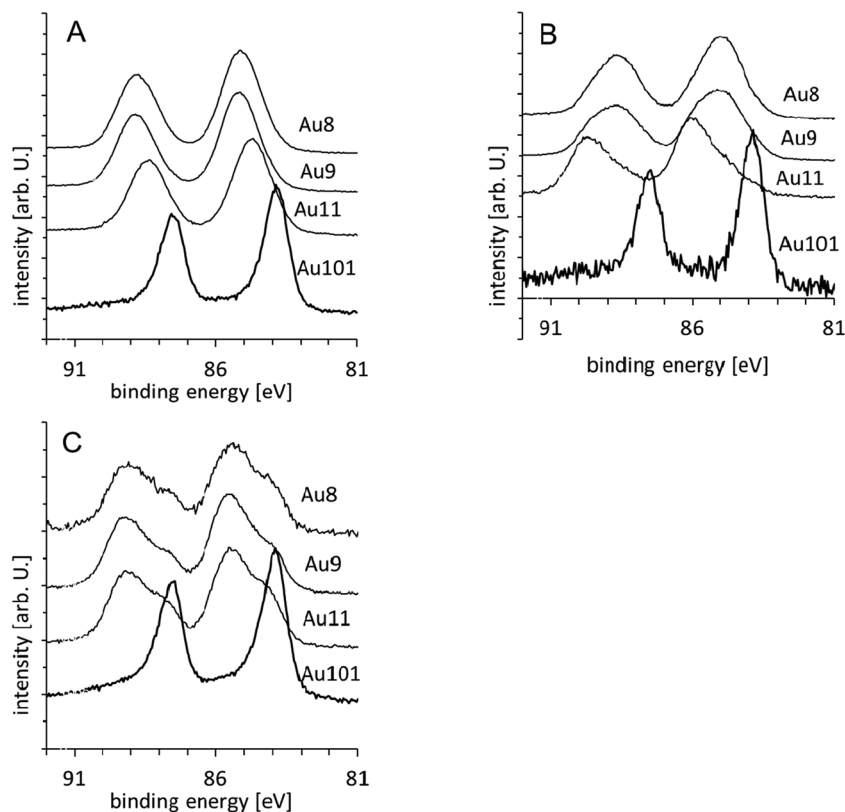 A
Au8
Au9
Au11
Au101
intensity [arb. U.]
91 86 81
binding energy [eV]
B
Au8
Au9
Au11
Au101
intensity [arb. U.]
91 86 81
binding energy [eV]
C
Au8
Au9
Au11
Au101
intensity [arb. U.]
91 86 81
binding energy [eV]